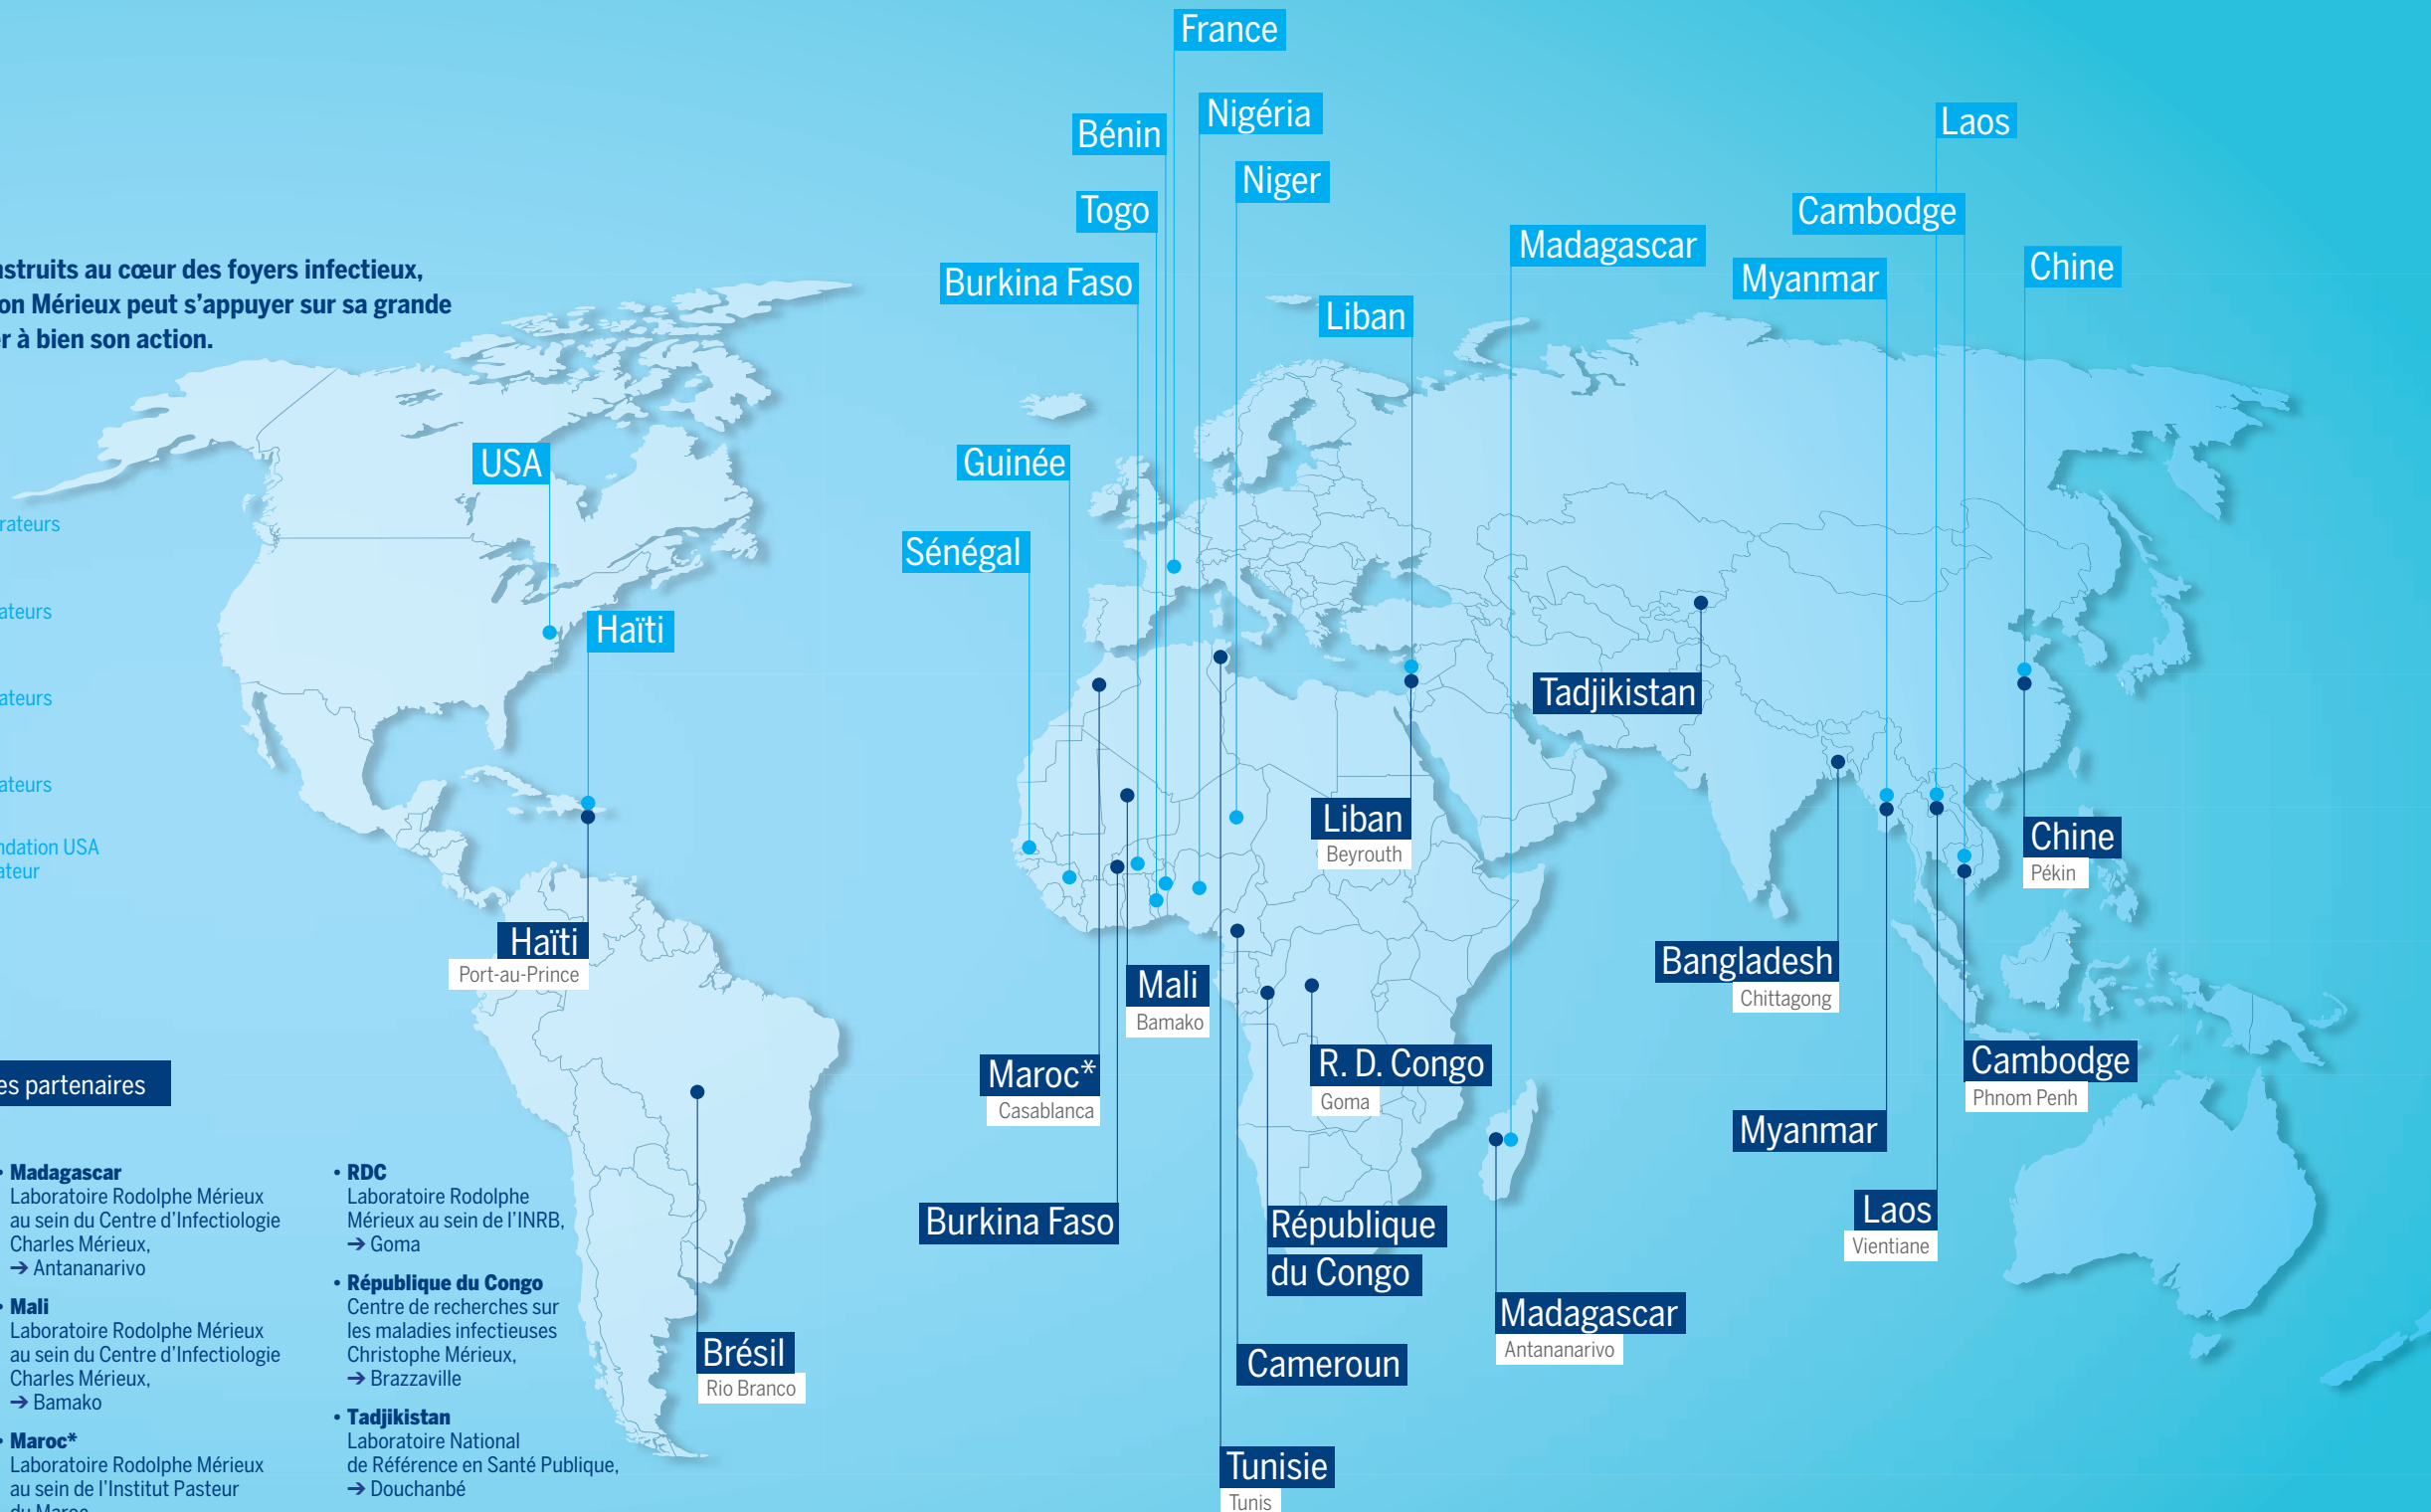 nstruits au cœur des foyers infectieux,
on Mérieux peut s'appuyer sur sa grande
er à bien son action.
rateurs
ateurs
ateurs
ateurs
ndation USA
ateur
es partenaires
• Madagascar
Laboratoire Rodolphe Mérieux
au sein du Centre d'Infectiologie
Charles Mérieux,
→ Antananarivo
• Mali
Laboratoire Rodolphe Mérieux
au sein du Centre d'Infectiologie
Charles Mérieux,
→ Bamako
• Maroc*
Laboratoire Rodolphe Mérieux
au sein de l'Institut Pasteur
du Maroc
• RDC
Laboratoire Rodolphe
Mérieux au sein de l'INRB,
→ Goma
• République du Congo
Centre de recherches sur
les maladies infectieuses
Christophe Mérieux,
→ Brazzaville
• Tadjikistan
Laboratoire National
de Référence en Santé Publique,
→ Douchanbé
USA
Haïti
Haïti
Port-au-Prince
Brésil
Rio Branco
France
Nigéria
Bénin
Niger
Togo
Burkina Faso
Liban
Guinée
Sénégal
Madagascar
Laos
Cambodge
Myanmar
Chine
Tadjikistan
Liban
Beyrouth
Chine
Pékin
Bangladesh
Chittagong
Mali
Bamako
Maroc*
Casablanca
R. D. Congo
Goma
Cambodge
Phnom Penh
Myanmar
Burkina Faso
République
du Congo
Laos
Vientiane
Madagascar
Antananarivo
Cameroun
Tunisie
Tunis